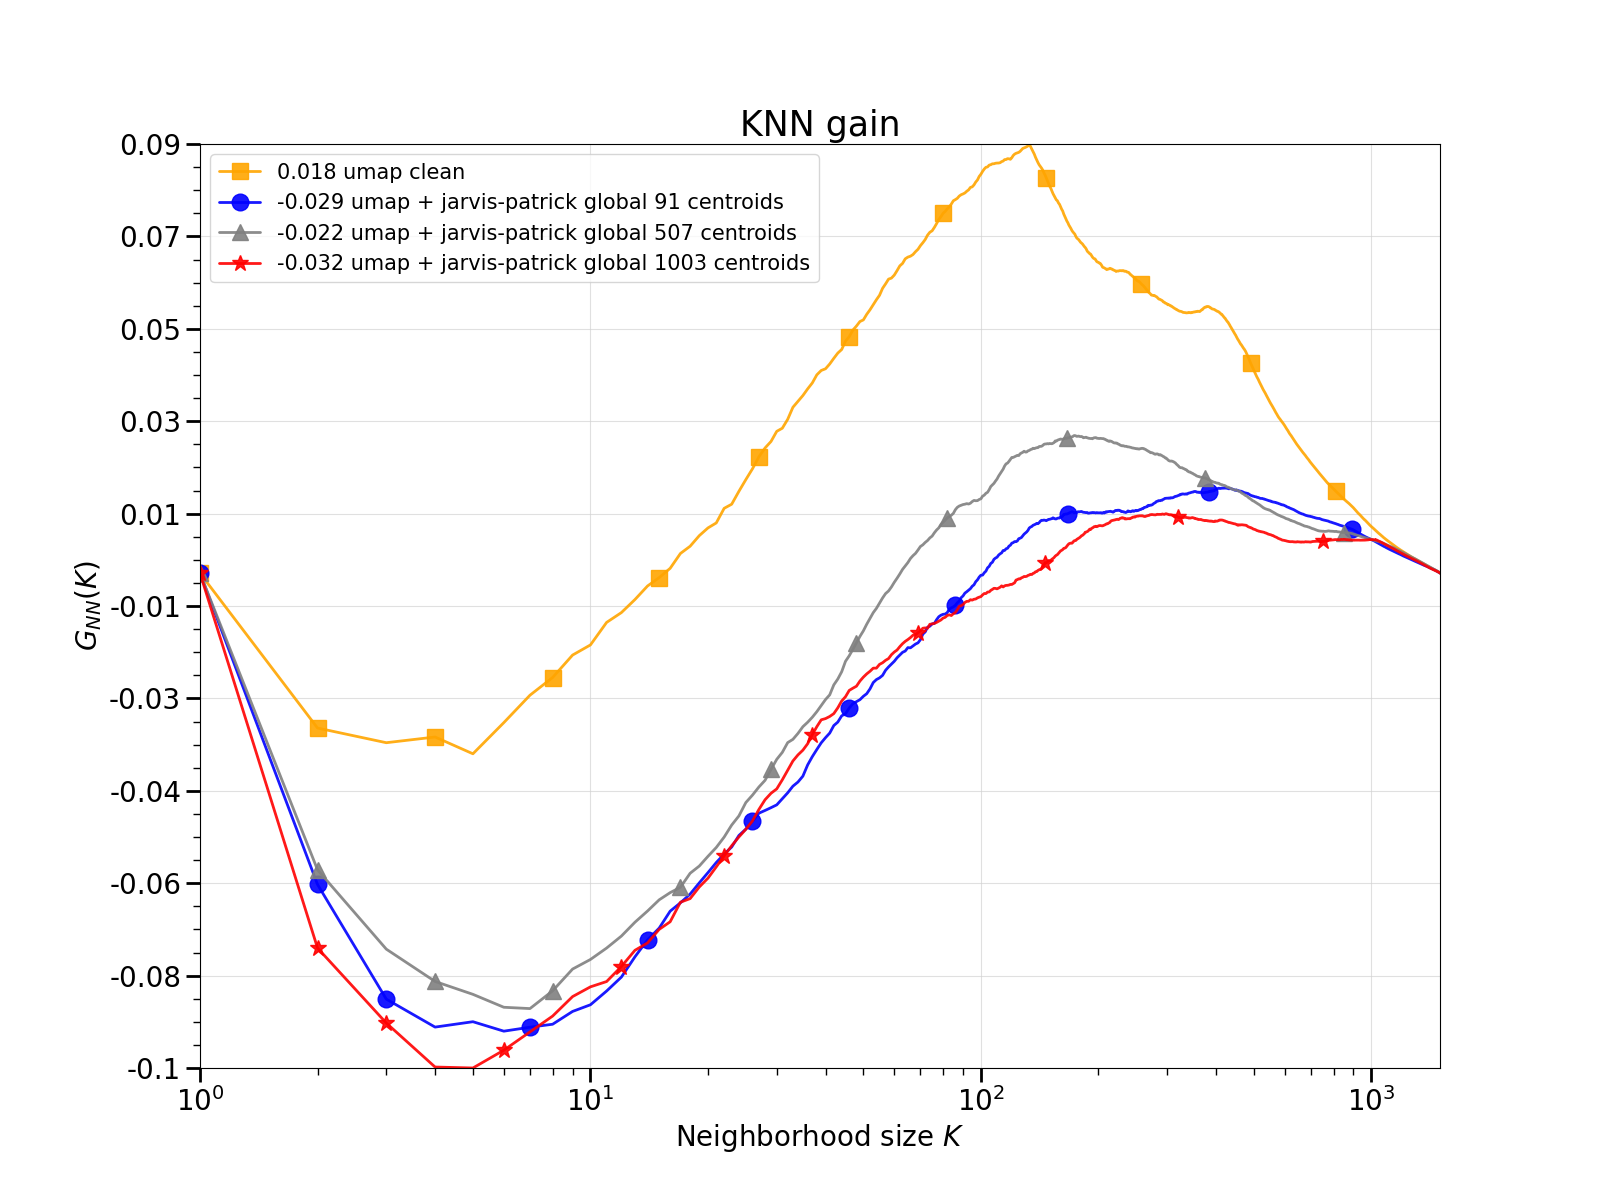 KNN gain
0.018 umap clean
-0.029 umap + jarvis-patrick global 91 centroids
-0.022 umap + jarvis-patrick global 507 centroids
-0.032 umap + jarvis-patrick global 1003 centroids
0.09
0.07
0.05
0.03
0.01
-0.01
-0.03
-0.04
-0.06
-0.08
-0.1
G_{NN}(K)
10^0 10^1 10^2 10^3
Neighborhood size K